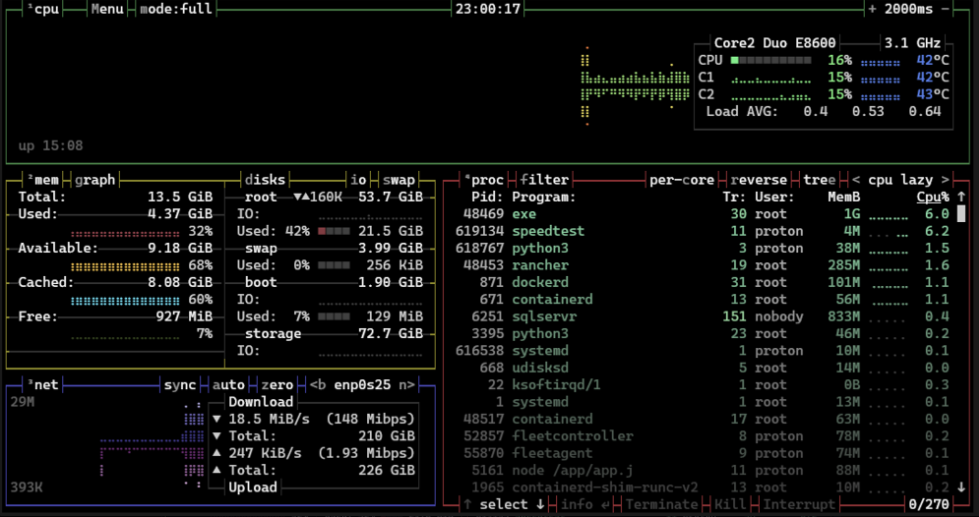 ¹cpu Menu mode:full 23:00:17 + 2000ms -
Core2 Duo E8600 3.1 GHz
CPU 16% 42°C
C1 15% 42°C
C2 15% 43°C
Load AVG: 0.4 0.53 0.64
up 15:08
²mem graph disks io swap
Total: 13.5 GiB
Used: 4.37 GiB
32%
Available: 9.18 GiB
68%
Cached: 8.08 GiB
60%
Free: 927 MiB
7%
root ▼▲160K 53.7 GiB
IO:
Used: 42% 21.5 GiB
swap 3.99 GiB
Used: 0% 256 KiB
boot 1.90 GiB
IO:
Used: 7% 129 MiB
storage 72.7 GiB
IO:
³net sync auto zero <b enp0s25 n>
29M
393K
Download
▼ 18.5 MiB/s (148 Mibps)
▼ Total: 210 GiB
▲ 247 KiB/s (1.93 Mibps)
▲ Total: 226 GiB
Upload
⁴proc filter per-core reverse tree < cpu lazy >
Pid: Program: Tr: User: MemB Cpu% ↑
48469 exe 30 root 1G 6.0
619134 speedtest 11 proton 4M 6.2
618767 python3 3 proton 38M 1.5
48453 rancher 19 root 285M 1.6
871 dockerd 31 root 101M 1.1
671 containerd 13 root 56M 1.1
6251 sqlservr 151 nobody 833M 0.4
3395 python3 23 root 46M 0.2
616538 systemd 1 proton 10M 0.1
668 udisksd 5 root 14M 0.0
22 ksoftirqd/1 1 root 0B 0.3
1 systemd 1 root 13M 0.1
48517 containerd 17 root 63M 0.0
52857 fleetcontroller 8 proton 78M 0.2
55870 fleetagent 9 proton 74M 0.1
5161 node /app/app.j 11 proton 88M 0.0
1965 containerd-shim-runc-v2 13 root 10M 0.2 ↓
↑ select ↓ info ↵ Terminate Kill Interrupt 0/270